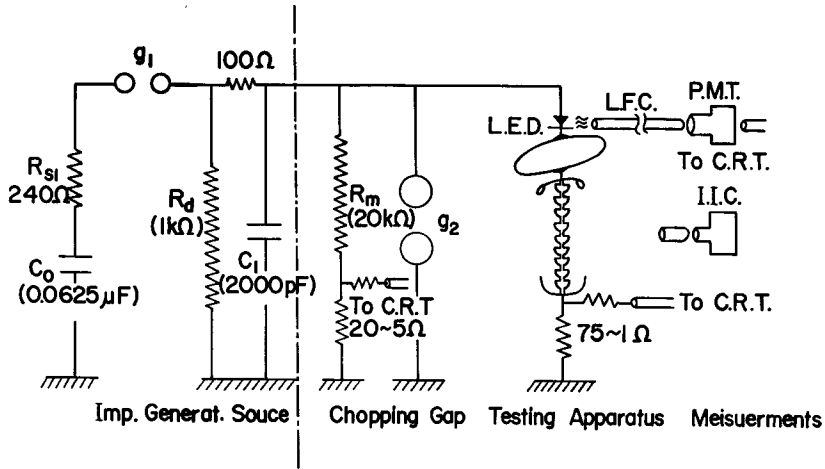 g1
100Ω
RS1
240Ω
C0
(0.0625μF)
Rd
(1kΩ)
C1
(2000pF)
Rm
(20kΩ)
g2
To C.R.T
20~5Ω
L.E.D.
L.F.C.
P.M.T.
To C.R.T.
I.I.C.
To C.R.T.
75~1Ω
Imp. Generat. Souce
Chopping Gap
Testing Apparatus
Meisuerments